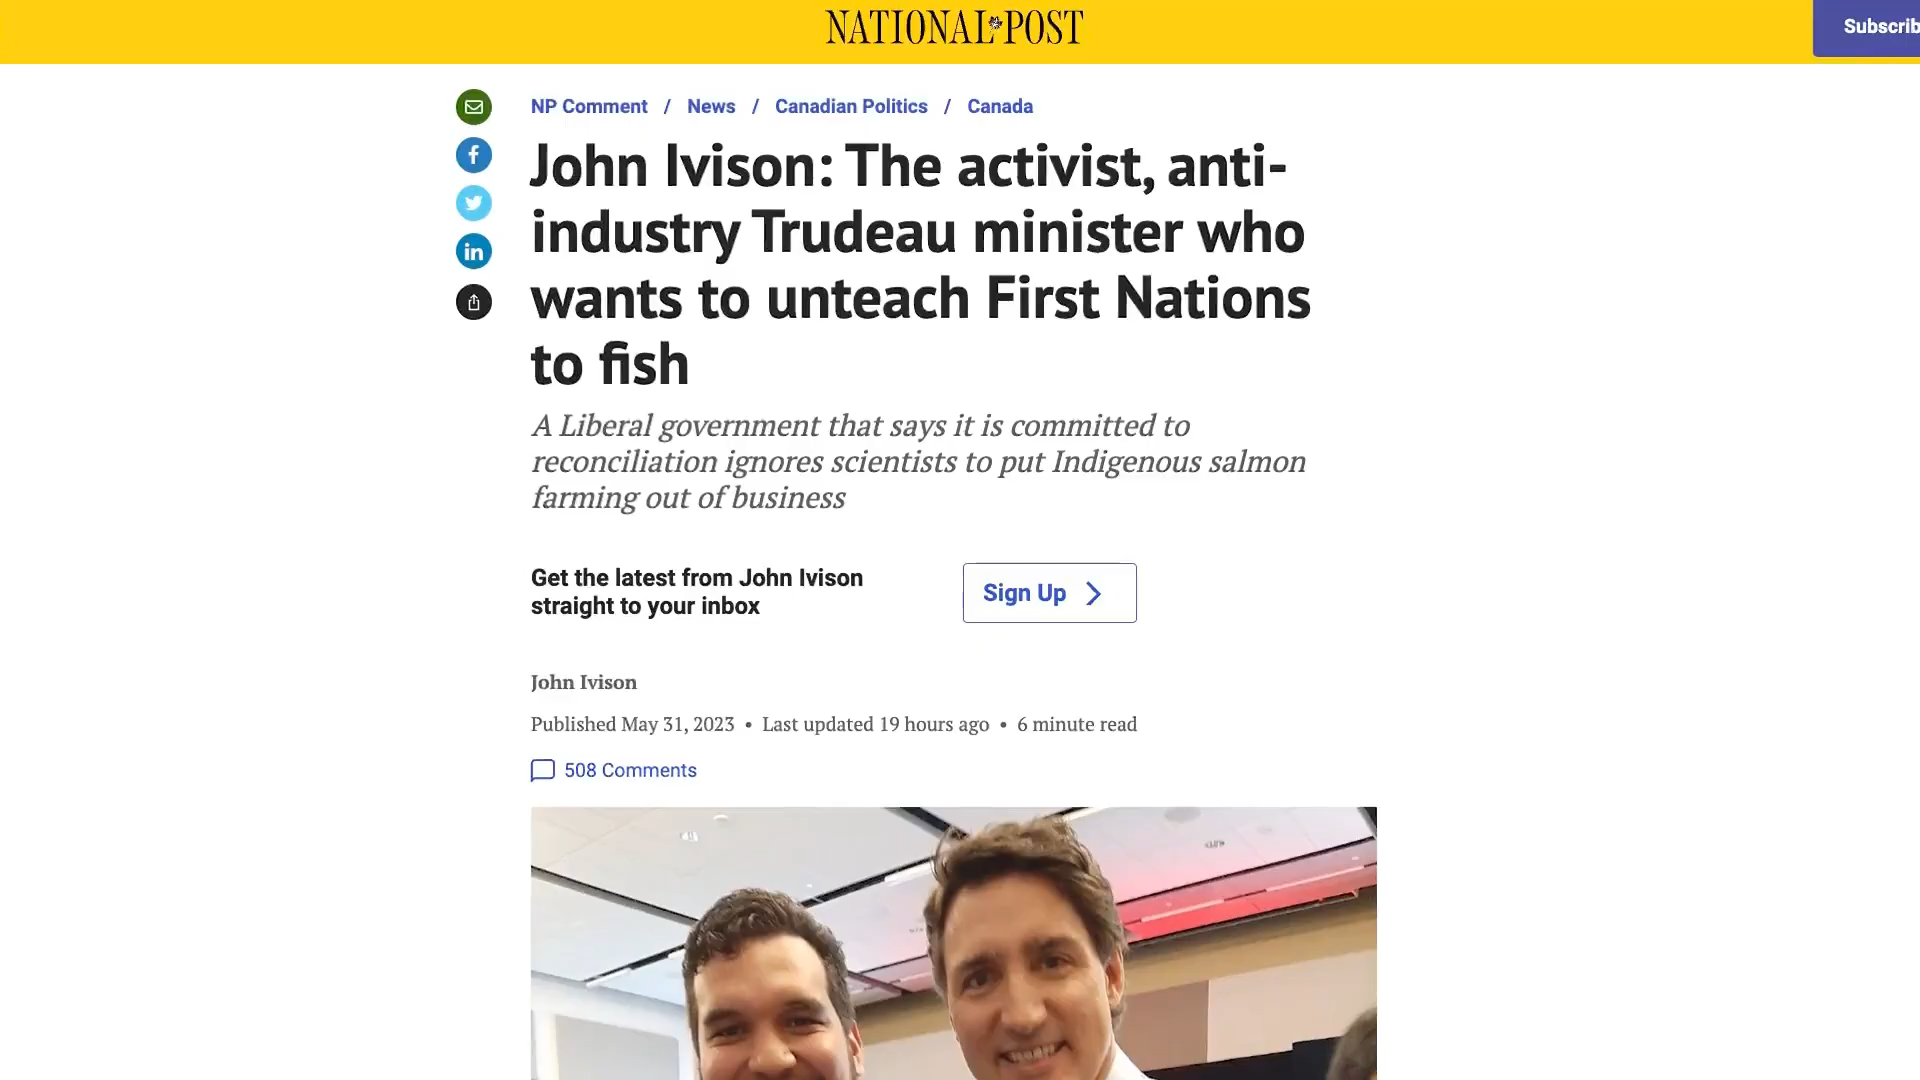 NATIONAL POST
Subscrib
NP Comment / News / Canadian Politics / Canada
John Ivison: The activist, anti-
industry Trudeau minister who
wants to unteach First Nations
to fish
A Liberal government that says it is committed to
reconciliation ignores scientists to put Indigenous salmon
farming out of business
Get the latest from John Ivison
straight to your inbox
Sign Up
John Ivison
Published May 31, 2023 • Last updated 19 hours ago • 6 minute read
508 Comments